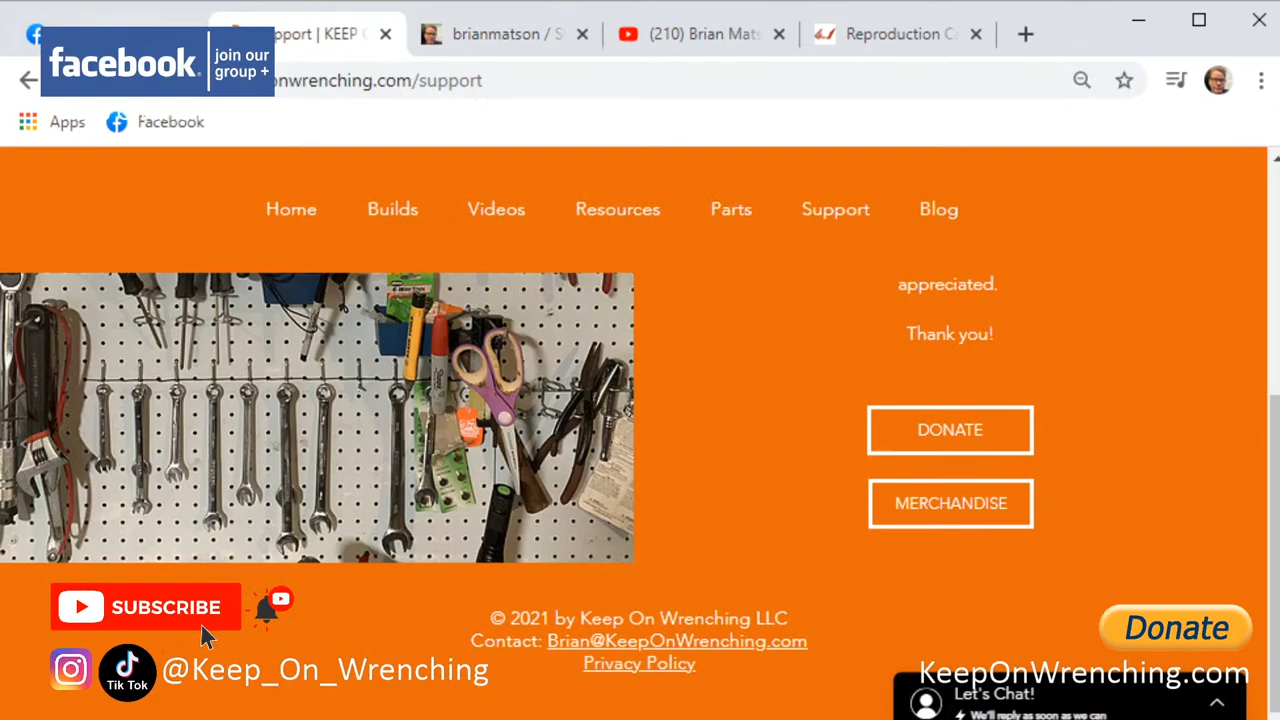 facebook
join our
group +
pport | KEEP
brianmatson / S
(210) Brian Mats
Reproduction Ca
onwrenching.com/support
Apps
Facebook
Home
Builds
Videos
Resources
Parts
Support
Blog
appreciated.
Thank you!
DONATE
MERCHANDISE
SUBSCRIBE
© 2021 by Keep On Wrenching LLC
Contact: Brian@KeepOnWrenching.com
Privacy Policy
Tik Tok
@Keep_On_Wrenching
Donate
KeepOnWrenching.com
Let's Chat!
We'll reply as soon as we can